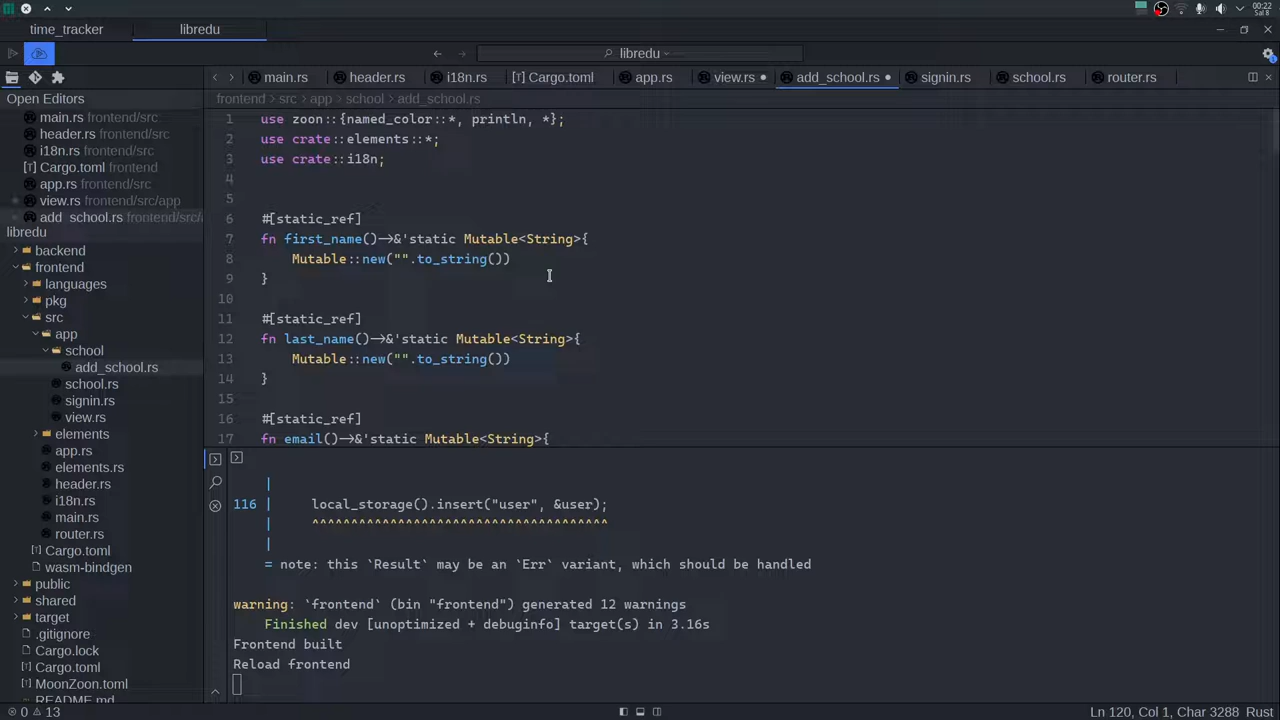 00:22
Sal 8
time_tracker
libredu
libredu
main.rs
header.rs
i18n.rs
[T] Cargo.toml
app.rs
view.rs
add_school.rs
signin.rs
school.rs
router.rs
Open Editors
main.rs frontend/src
header.rs frontend/src
i18n.rs frontend/src
[T] Cargo.toml frontend
app.rs frontend/src
view.rs frontend/src/app
add_school.rs frontend/src/a
libredu
backend
frontend
languages
pkg
src
app
school
add_school.rs
school.rs
signin.rs
view.rs
elements
app.rs
elements.rs
header.rs
i18n.rs
main.rs
router.rs
Cargo.toml
wasm-bindgen
public
shared
target
.gitignore
Cargo.lock
Cargo.toml
MoonZoon.toml
README.md
frontend src app school add_school.rs
1 use zoon::{named_color::*, println, *};
2 use crate::elements::*;
3 use crate::i18n;
4
5
6 #[static_ref]
7 fn first_name()->&'static Mutable<String>{
8 Mutable::new("".to_string())
9 }
10
11 #[static_ref]
12 fn last_name()->&'static Mutable<String>{
13 Mutable::new("".to_string())
14 }
15
16 #[static_ref]
17 fn email()->&'static Mutable<String>{
|
116 | local_storage().insert("user", &user);
| ^^^^^^^^^^^^^^^^^^^^^^^^^^^^^^^^^^^^^^
|
= note: this `Result` may be an `Err` variant, which should be handled
warning: `frontend` (bin "frontend") generated 12 warnings
Finished dev [unoptimized + debuginfo] target(s) in 3.16s
Frontend built
Reload frontend
0 13
Ln 120, Col 1, Char 3288 Rust